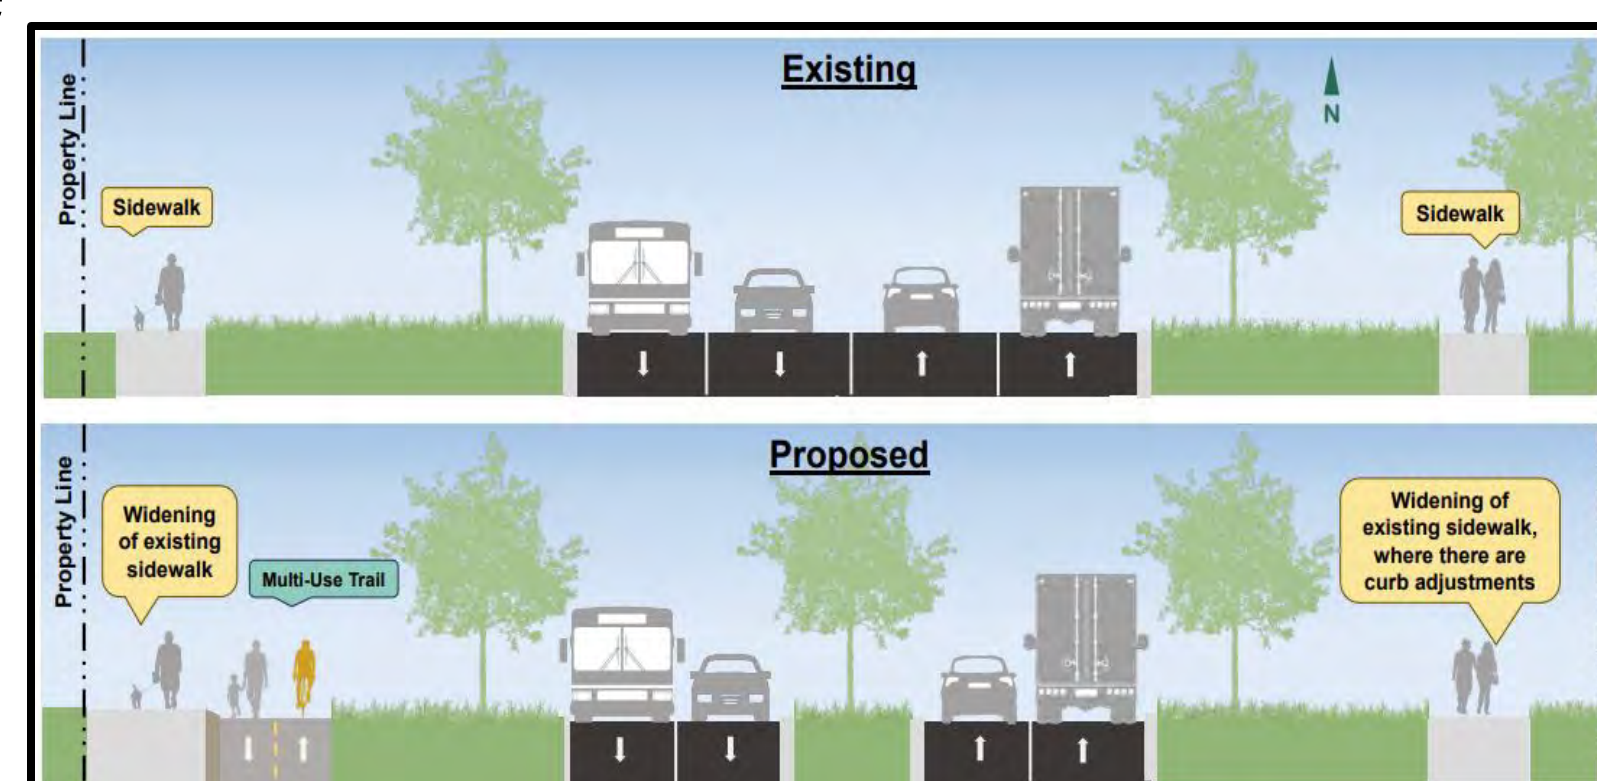 Existing
N
Property Line
Sidewalk
Sidewalk
Proposed
Property Line
Widening
of existing
sidewalk
Multi-Use Trail
Widening of
existing sidewalk,
where there are
curb adjustments